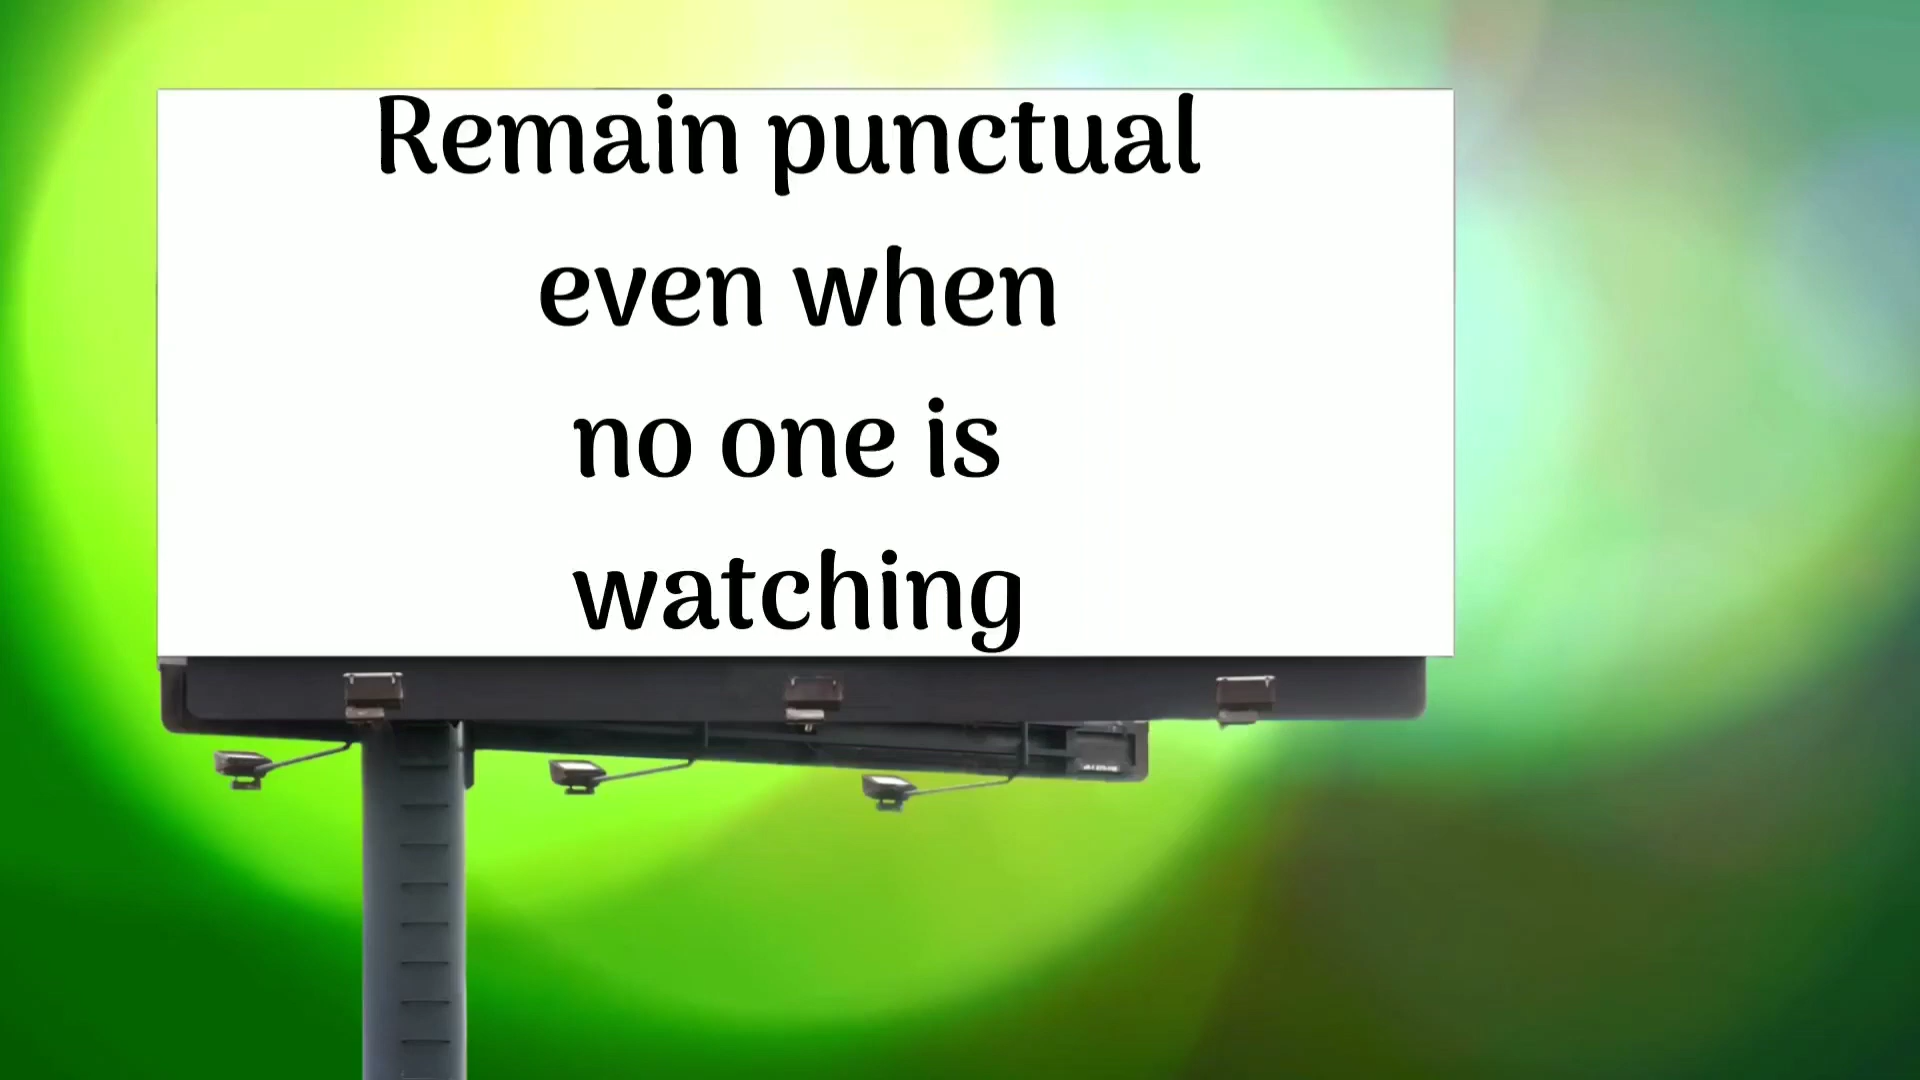 Remain punctual
even when
no one is
watching